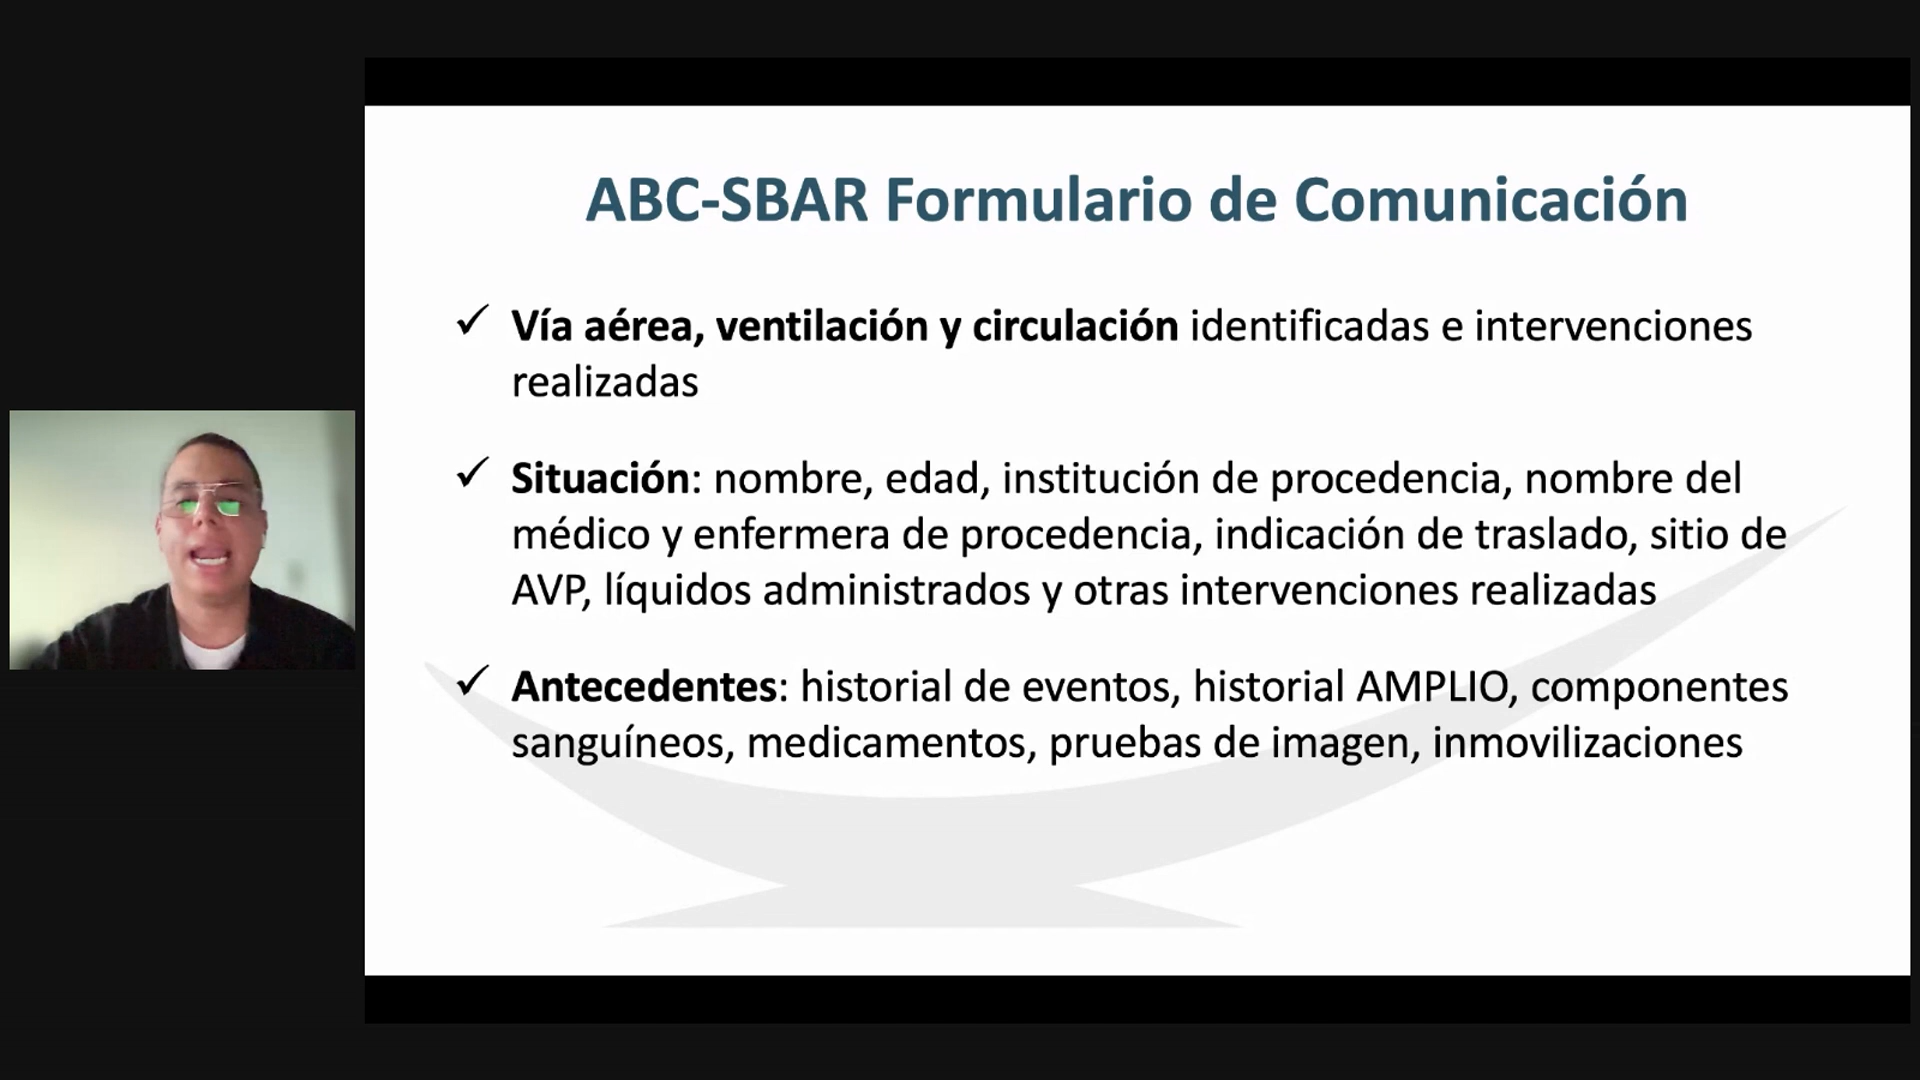 ABC-SBAR Formulario de Comunicación
✓ Vía aérea, ventilación y circulación identificadas e intervenciones
realizadas
✓ Situación: nombre, edad, institución de procedencia, nombre del
médico y enfermera de procedencia, indicación de traslado, sitio de
AVP, líquidos administrados y otras intervenciones realizadas
✓ Antecedentes: historial de eventos, historial AMPLIO, componentes
sanguíneos, medicamentos, pruebas de imagen, inmovilizaciones